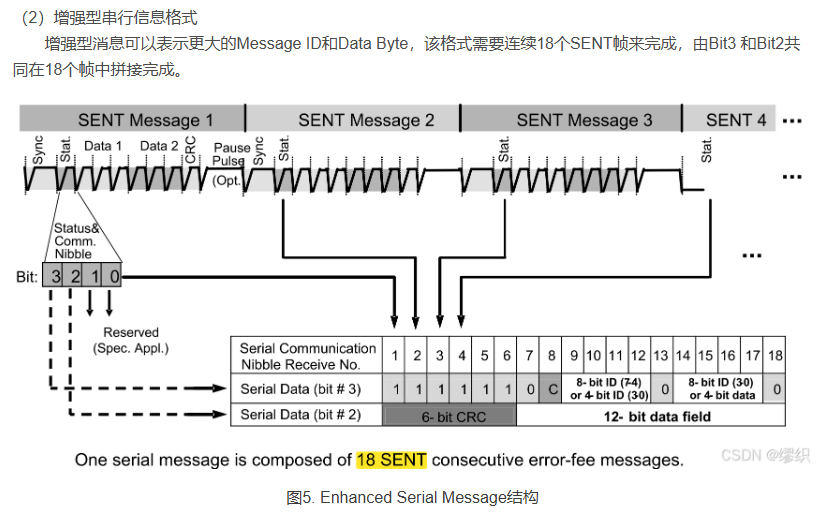 （2）增强型串行信息格式
增强型消息可以表示更大的Message ID和Data Byte，该格式需要连续18个SENT帧来完成，由Bit3 和Bit2共
同在18个帧中拼接完成。
SENT Message 1 SENT Message 2 SENT Message 3 SENT 4 ...
Sync Stat. Data 1 Data 2 CRC Pause Pulse (Opt. Sync Stat. Stat. Stat.
...
Status&
Comm.
Nibble
...
Bit: 3 2 1 0
Reserved
(Spec. Appl.)
Serial Communication
Nibble Receive No. 1 2 3 4 5 6 7 8 9 10 11 12 13 14 15 16 17 18
Serial Data (bit # 3) 1 1 1 1 1 1 0 C 8- bit ID (7-4) or 4- bit ID (3-0) 0 8- bit ID (3-0) or 4- bit data 0
Serial Data (bit # 2) 6- bit CRC 12- bit data field
One serial message is composed of 18 SENT consecutive error-fee messages.
CSDN @缪织
图5. Enhanced Serial Message结构